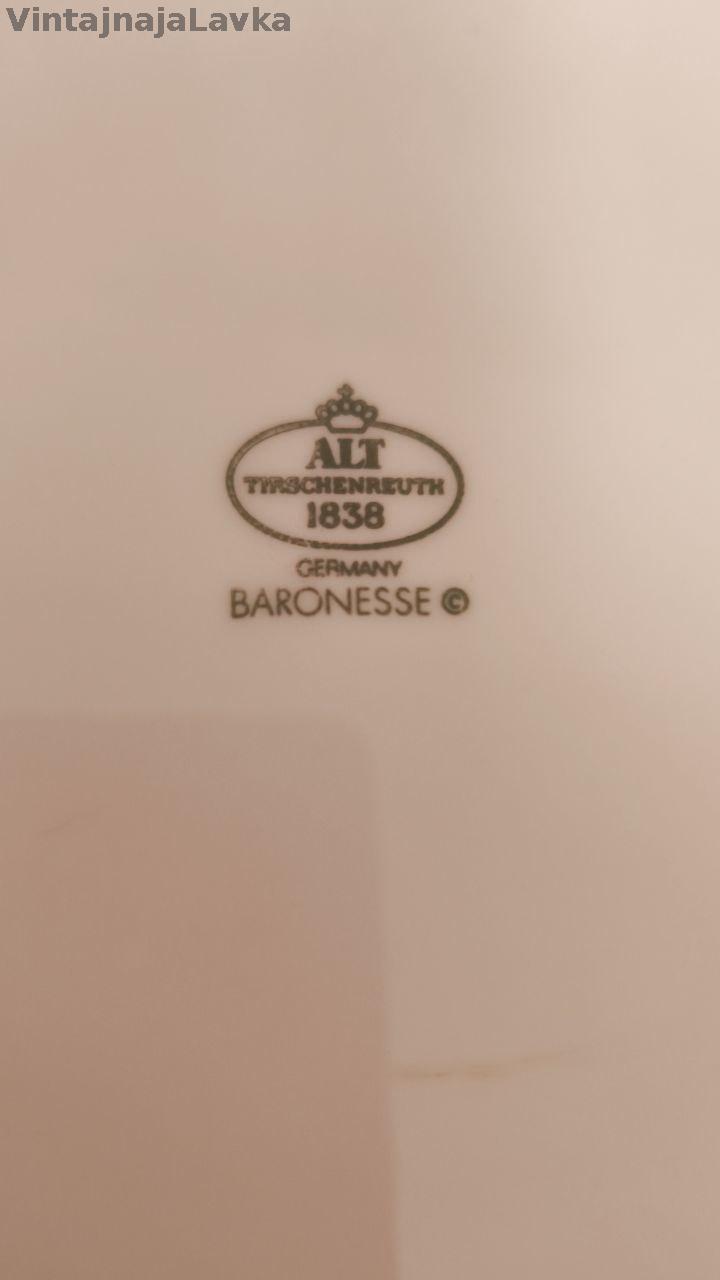 VintajnajaLavka
ALT
TIRSCHENREUTH
1838
GERMANY
BARONESSE ©